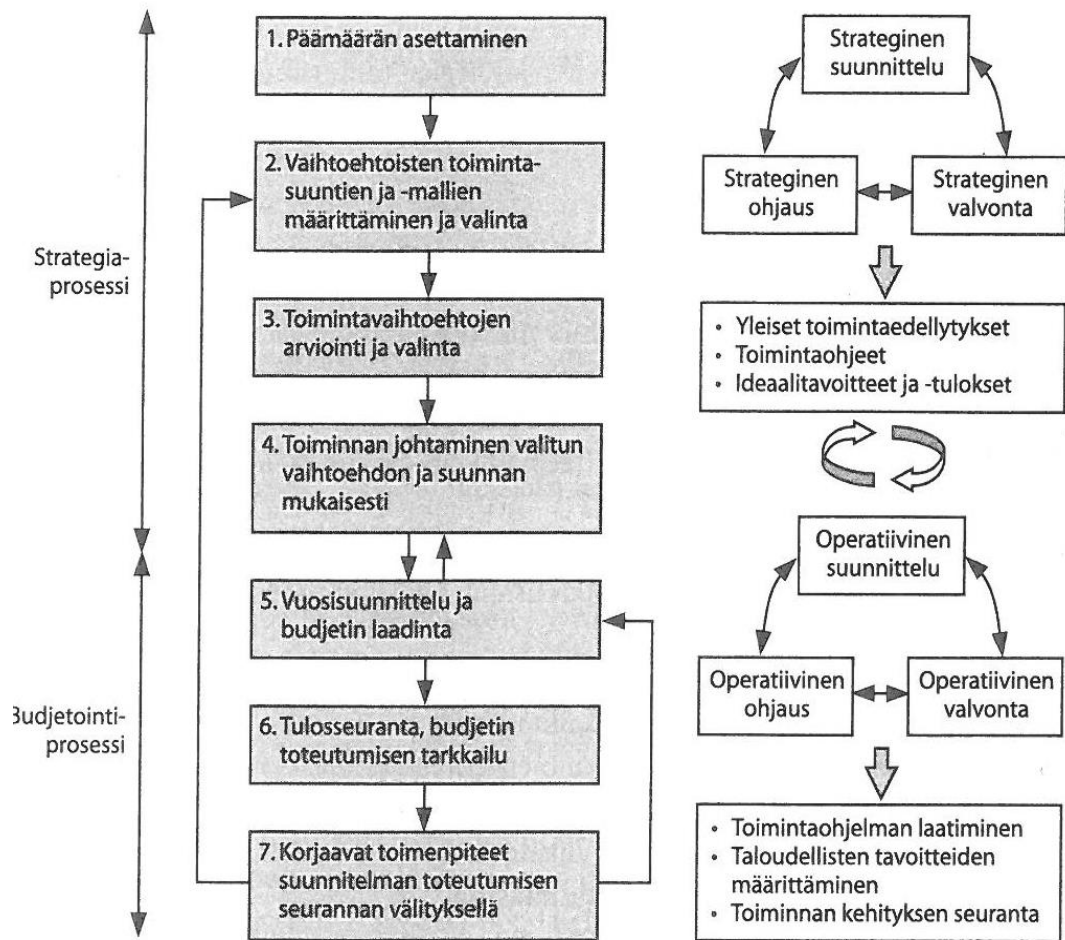 1. Päämäärän asettaminen
2. Vaihtoehtoisten toiminta-
suuntien ja -mallien
määrittäminen ja valinta
3. Toimintavaihtoehtojen
arviointi ja valinta
4. Toiminnan johtaminen valitun
vaihtoehdon ja suunnan
mukaisesti
5. Vuosisuunnittelu ja
budjetin laadinta
6. Tulosseuranta, budjetin
toteutumisen tarkkailu
7. Korjaavat toimenpiteet
suunnitelman toteutumisen
seurannan välityksellä
Strategia-
prosessi
Budjetointi-
prosessi
Strateginen
suunnittelu
Strateginen
ohjaus
Strateginen
valvonta
• Yleiset toimintaedellytykset
• Toimintaohjeet
• Ideaalitavoitteet ja -tulokset
Operatiivinen
suunnittelu
Operatiivinen
ohjaus
Operatiivinen
valvonta
• Toimintaohjelman laatiminen
• Taloudellisten tavoitteiden
määrittäminen
• Toiminnan kehityksen seuranta